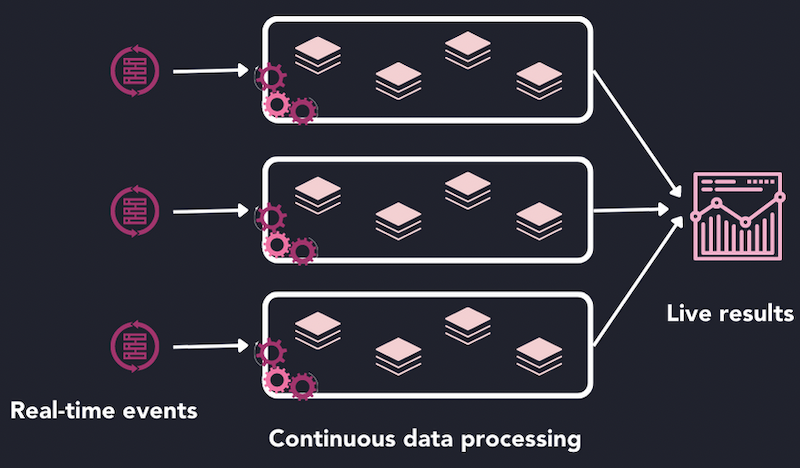 Live results
Real-time events
Continuous data processing